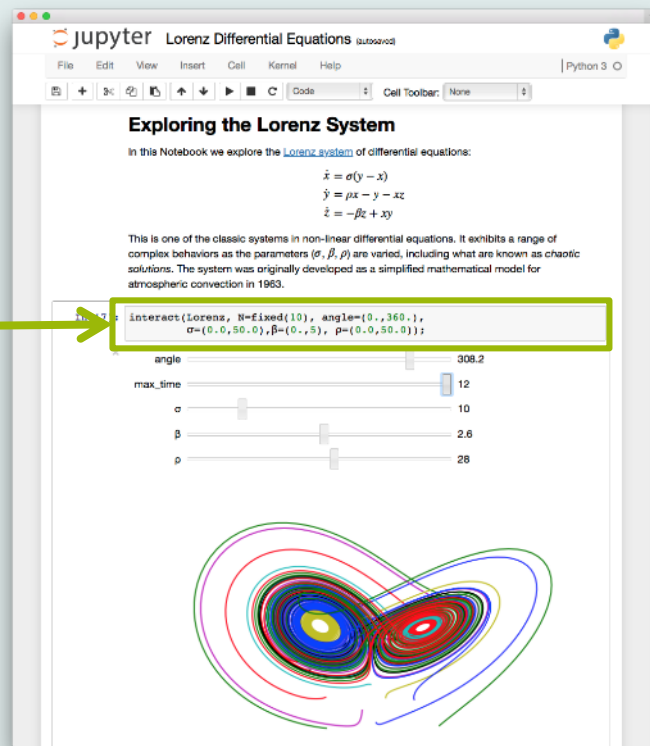 jupyter Lorenz Differential Equations (autosaved)
File Edit View Insert Cell Kernel Help Python 3
Code Cell Toolbar: None
Exploring the Lorenz System
In this Notebook we explore the Lorenz system of differential equations:
ẋ = σ(y − x)
ẏ = ρx − y − xz
ż = −βz + xy
This is one of the classic systems in non-linear differential equations. It exhibits a range of
complex behaviors as the parameters (σ, β, ρ) are varied, including what are known as chaotic
solutions. The system was originally developed as a simplified mathematical model for
atmospheric convection in 1963.
interact(Lorenz, N=fixed(10), angle=(0.,360.),
σ=(0.0,50.0),β=(0.,5), ρ=(0.0,50.0));
angle 308.2
max_time 12
σ 10
β 2.6
ρ 28